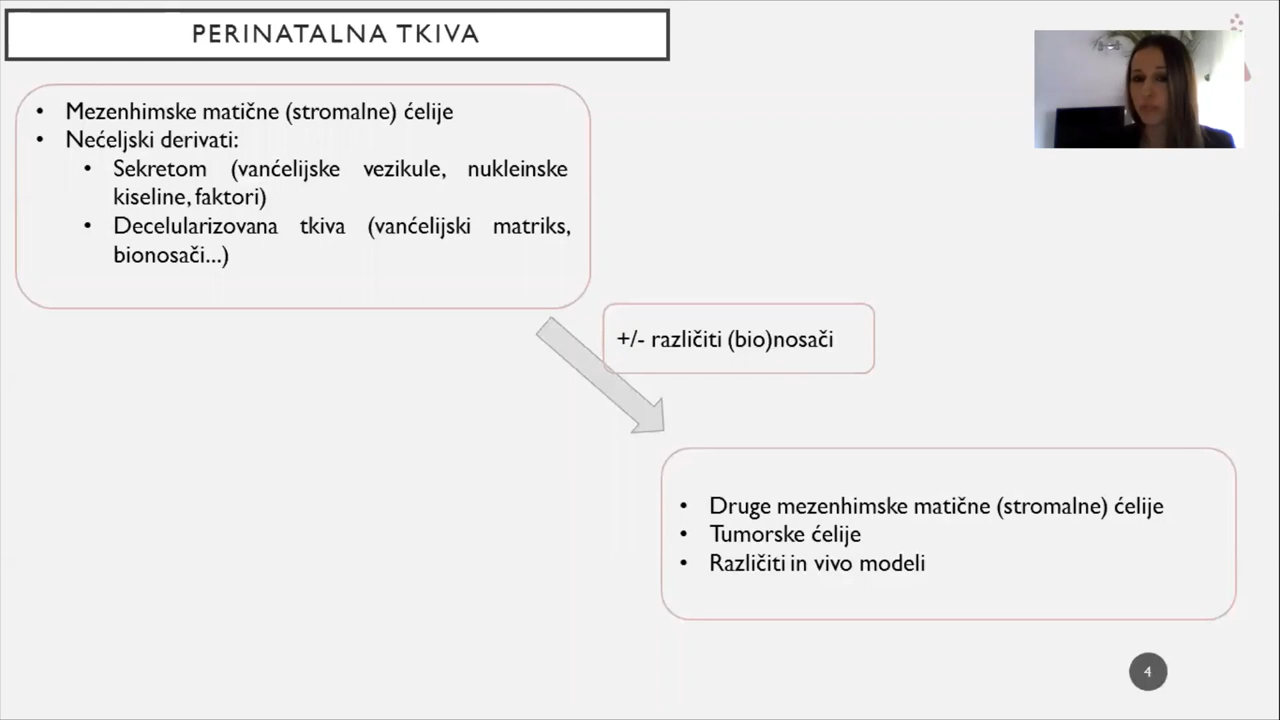 PERINATALNA TKIVA
• Mezenhimske matične (stromalne) ćelije
• Nećeljski derivati:
• Sekretom (vanćelijske vezikule, nukleinske
kiseline, faktori)
• Decelularizovana tkiva (vanćelijski matriks,
bionosači...)
+/- različiti (bio)nosači
• Druge mezenhimske matične (stromalne) ćelije
• Tumorske ćelije
• Različiti in vivo modeli
4